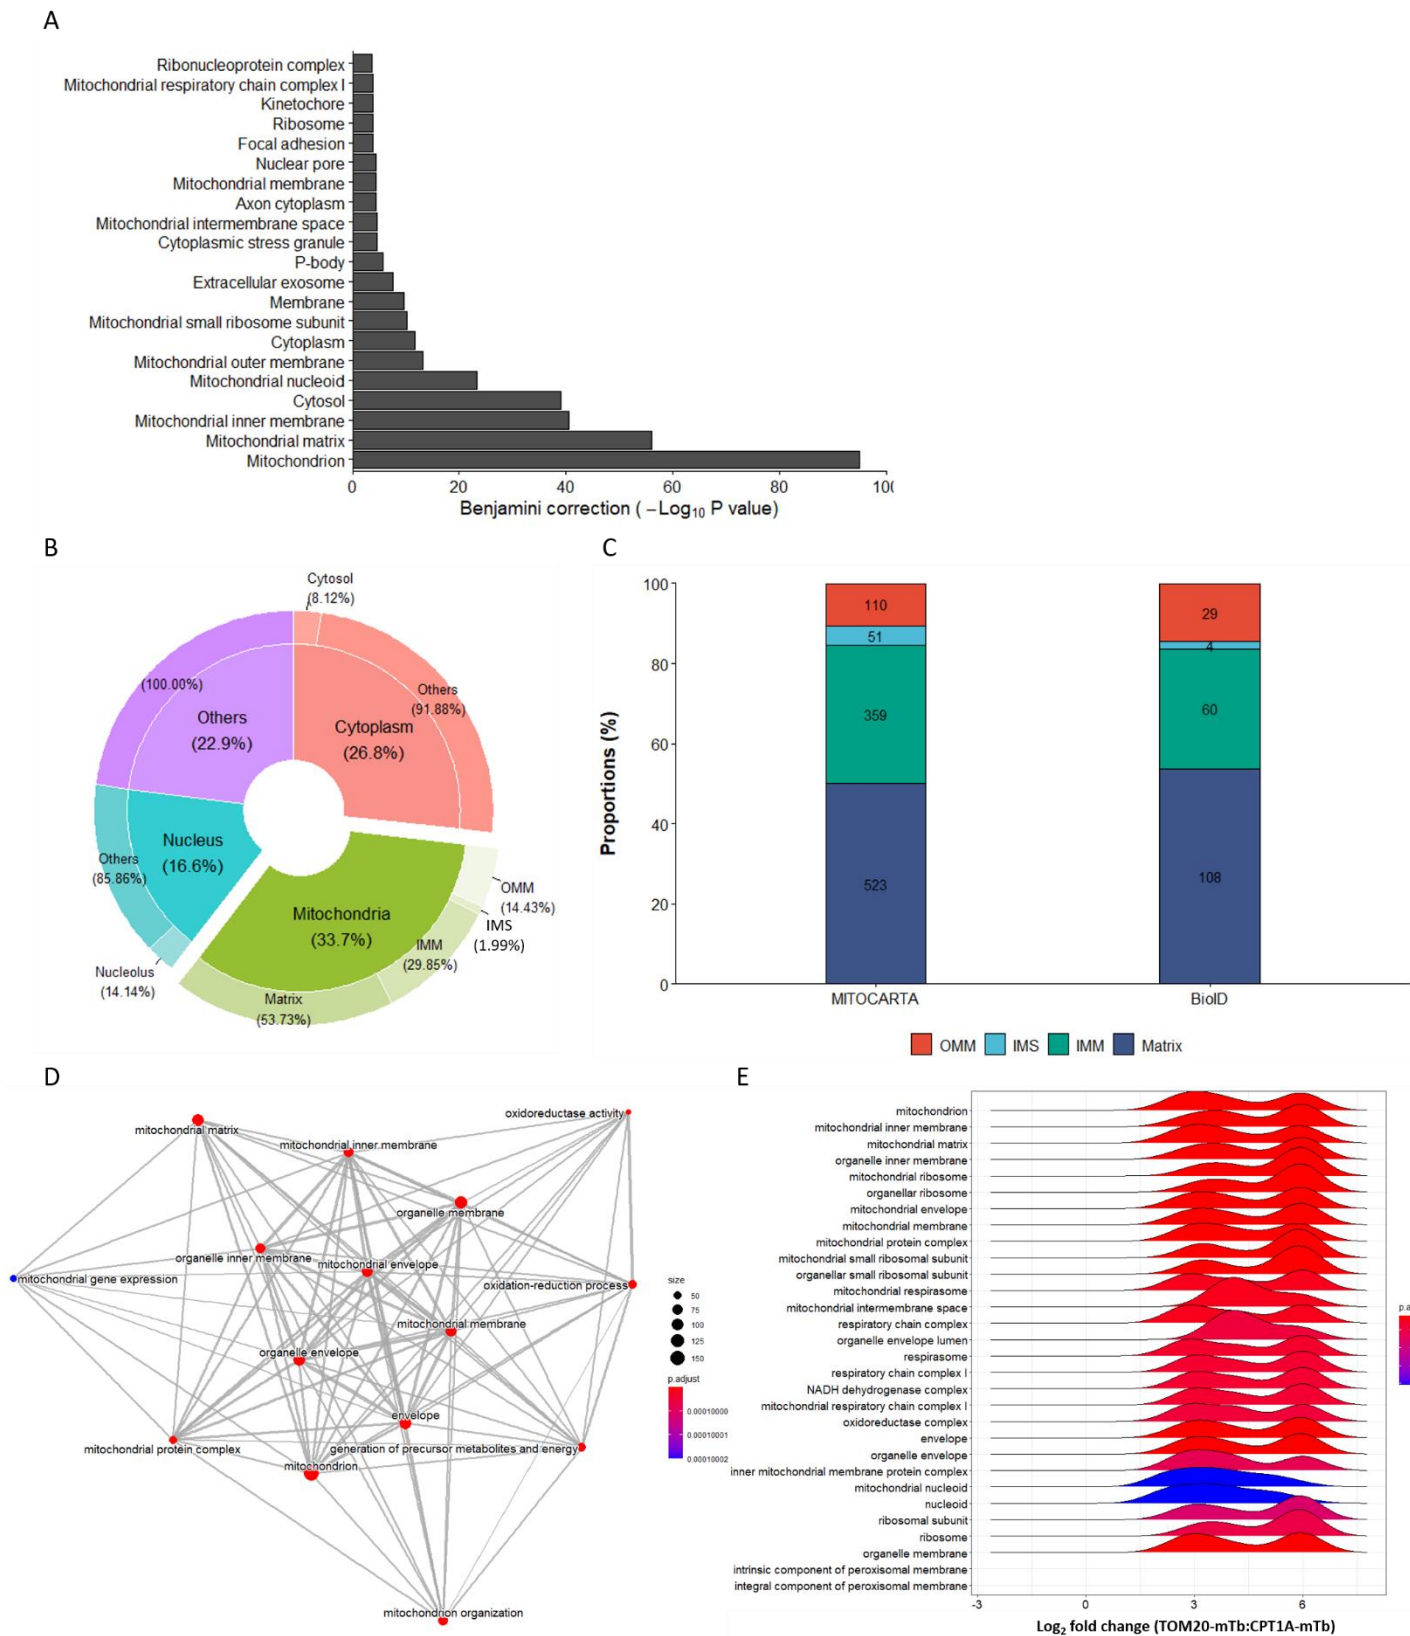 A
Ribonucleoprotein complex
Mitochondrial respiratory chain complex I
Kinetochore
Ribosome
Focal adhesion
Nuclear pore
Mitochondrial membrane
Axon cytoplasm
Mitochondrial intermembrane space
Cytoplasmic stress granule
P-body
Extracellular exosome
Membrane
Mitochondrial small ribosome subunit
Cytoplasm
Mitochondrial outer membrane
Mitochondrial nucleoid
Cytosol
Mitochondrial inner membrane
Mitochondrial matrix
Mitochondrion
0 20 40 60 80 100
Benjamini correction ( −Log10 P value)
B
Cytosol
(8.12%)
Others
(91.88%)
Cytoplasm
(26.8%)
(100.00%)
Others
(22.9%)
Nucleus
(16.6%)
Others
(85.86%)
Nucleolus
(14.14%)
Mitochondria
(33.7%)
OMM
(14.43%)
IMS
(1.99%)
IMM
(29.85%)
Matrix
(53.73%)
C
Proportions (%)
100
80
60
40
20
0
110
51
359
523
29
4
60
108
MITOCARTA
BioID
OMM IMS IMM Matrix
D
oxidoreductase activity
mitochondrial matrix
mitochondrial inner membrane
organelle membrane
organelle inner membrane
mitochondrial envelope
mitochondrial gene expression
oxidation-reduction process
mitochondrial membrane
organelle envelope
envelope
mitochondrial protein complex
generation of precursor metabolites and energy
mitochondrion
mitochondrion organization
size
50
75
100
125
150
p.adjust
0.00010000
0.00010001
0.00010002
E
mitochondrion
mitochondrial inner membrane
mitochondrial matrix
organelle inner membrane
mitochondrial ribosome
organellar ribosome
mitochondrial envelope
mitochondrial membrane
mitochondrial protein complex
mitochondrial small ribosomal subunit
organellar small ribosomal subunit
mitochondrial respirasome
mitochondrial intermembrane space
respiratory chain complex
organelle envelope lumen
respirasome
respiratory chain complex I
NADH dehydrogenase complex
mitochondrial respiratory chain complex I
oxidoreductase complex
envelope
organelle envelope
inner mitochondrial membrane protein complex
mitochondrial nucleoid
nucleoid
ribosomal subunit
ribosome
organelle membrane
intrinsic component of peroxisomal membrane
integral component of peroxisomal membrane
-3 0 3 6
Log2 fold change (TOM20-mTb:CPT1A-mTb)